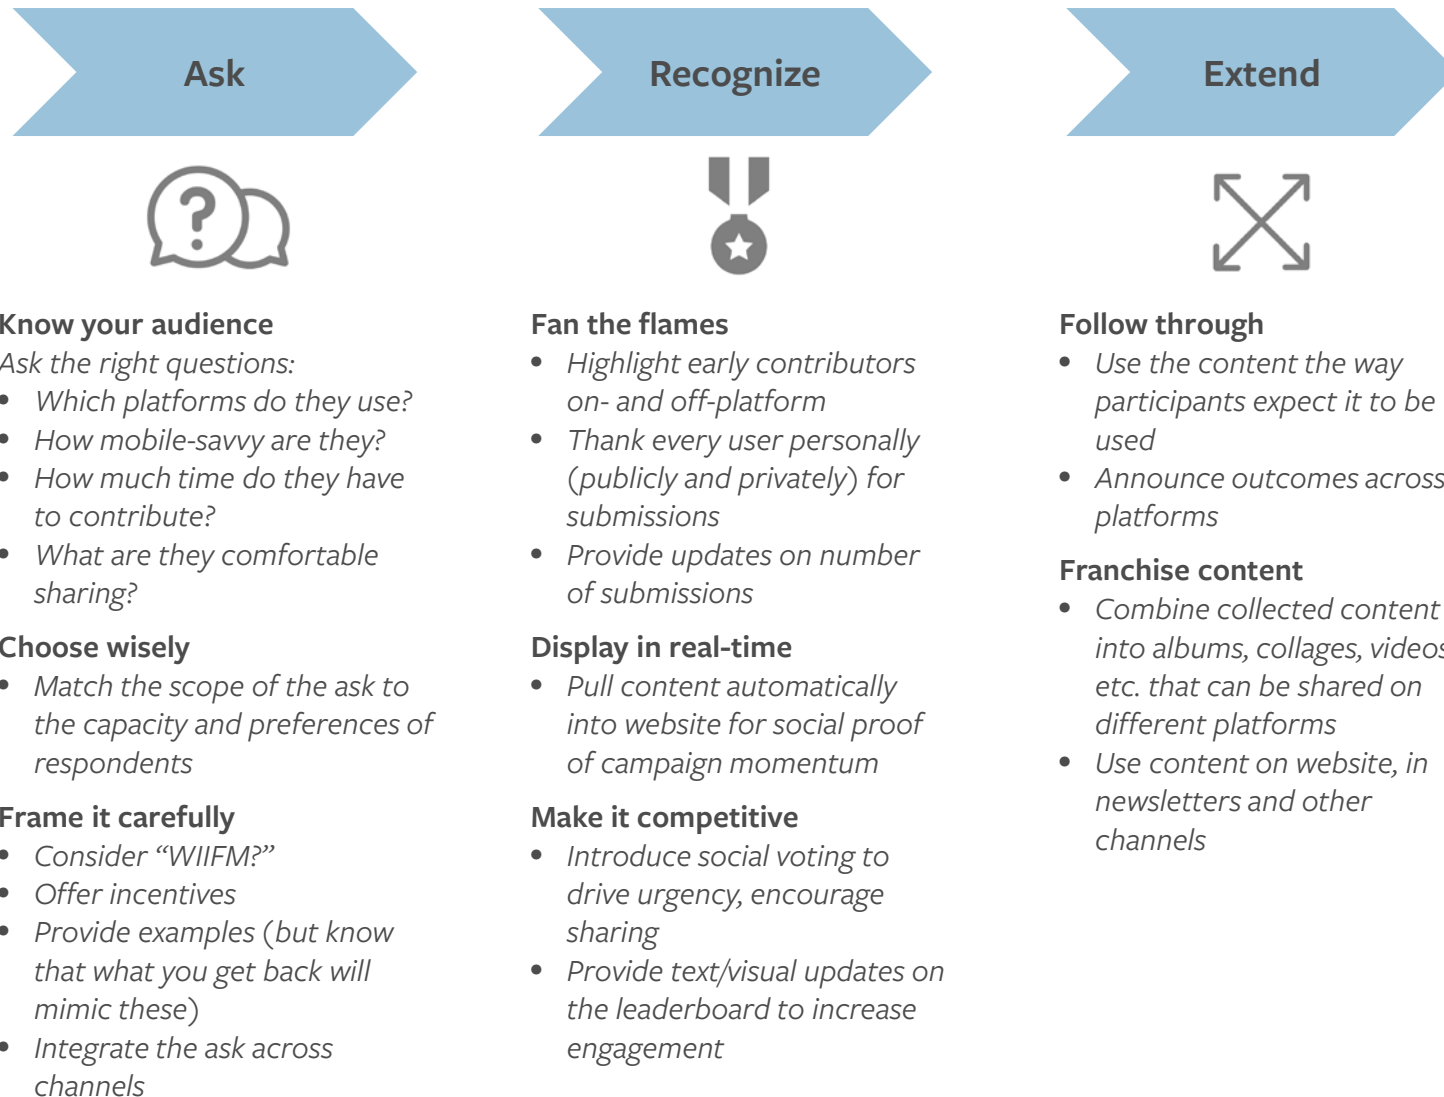 Ask
Know your audience
Ask the right questions:
• Which platforms do they use?
• How mobile-savvy are they?
• How much time do they have
to contribute?
• What are they comfortable
sharing?
Choose wisely
• Match the scope of the ask to
the capacity and preferences of
respondents
Frame it carefully
• Consider “WIIFM?”
• Offer incentives
• Provide examples (but know
that what you get back will
mimic these)
• Integrate the ask across
channels
Recognize
Fan the flames
• Highlight early contributors
on- and off-platform
• Thank every user personally
(publicly and privately) for
submissions
• Provide updates on number
of submissions
Display in real-time
• Pull content automatically
into website for social proof
of campaign momentum
Make it competitive
• Introduce social voting to
drive urgency, encourage
sharing
• Provide text/visual updates on
the leaderboard to increase
engagement
Extend
Follow through
• Use the content the way
participants expect it to be
used
• Announce outcomes across
platforms
Franchise content
• Combine collected content
into albums, collages, videos
etc. that can be shared on
different platforms
• Use content on website, in
newsletters and other
channels